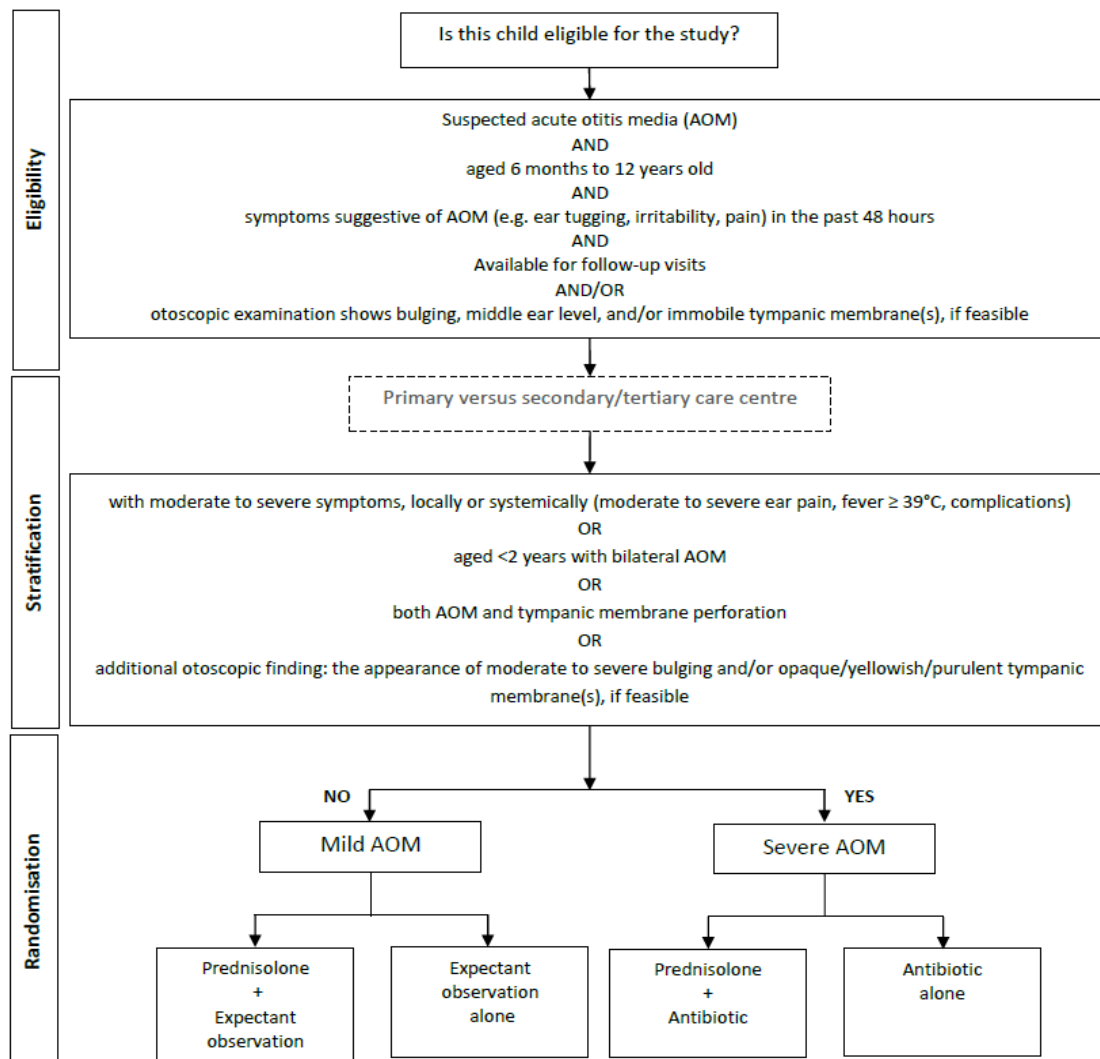 Is this child eligible for the study?
Eligibility
Suspected acute otitis media (AOM)
AND
aged 6 months to 12 years old
AND
symptoms suggestive of AOM (e.g. ear tugging, irritability, pain) in the past 48 hours
AND
Available for follow-up visits
AND/OR
otoscopic examination shows bulging, middle ear level, and/or immobile tympanic membrane(s), if feasible
Stratification
Primary versus secondary/tertiary care centre
with moderate to severe symptoms, locally or systemically (moderate to severe ear pain, fever ≥ 39°C, complications)
OR
aged <2 years with bilateral AOM
OR
both AOM and tympanic membrane perforation
OR
additional otoscopic finding: the appearance of moderate to severe bulging and/or opaque/yellowish/purulent tympanic
membrane(s), if feasible
Randomisation
NO
YES
Mild AOM
Severe AOM
Prednisolone
+
Expectant
observation
Expectant
observation
alone
Prednisolone
+
Antibiotic
Antibiotic
alone